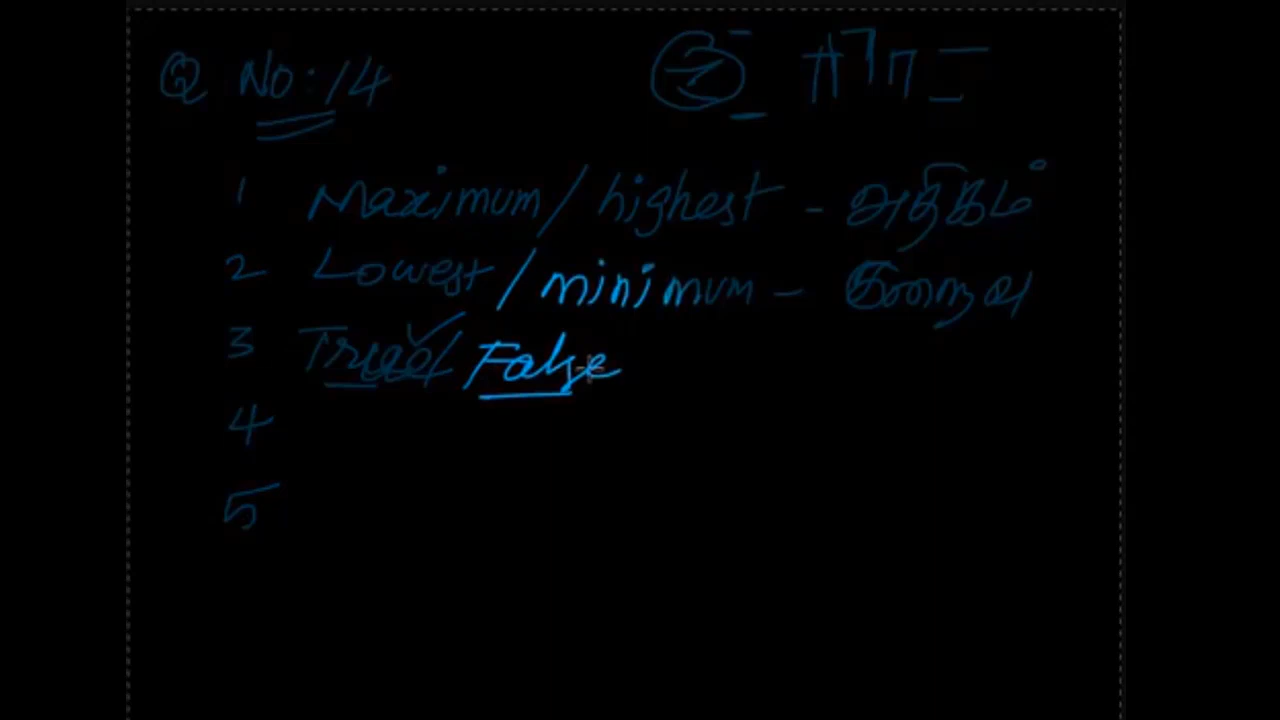 Q No: 14
1 Maximum / highest - அதிகம்
2 Lowest / minimum - குறைவு
3 True / False
4
5